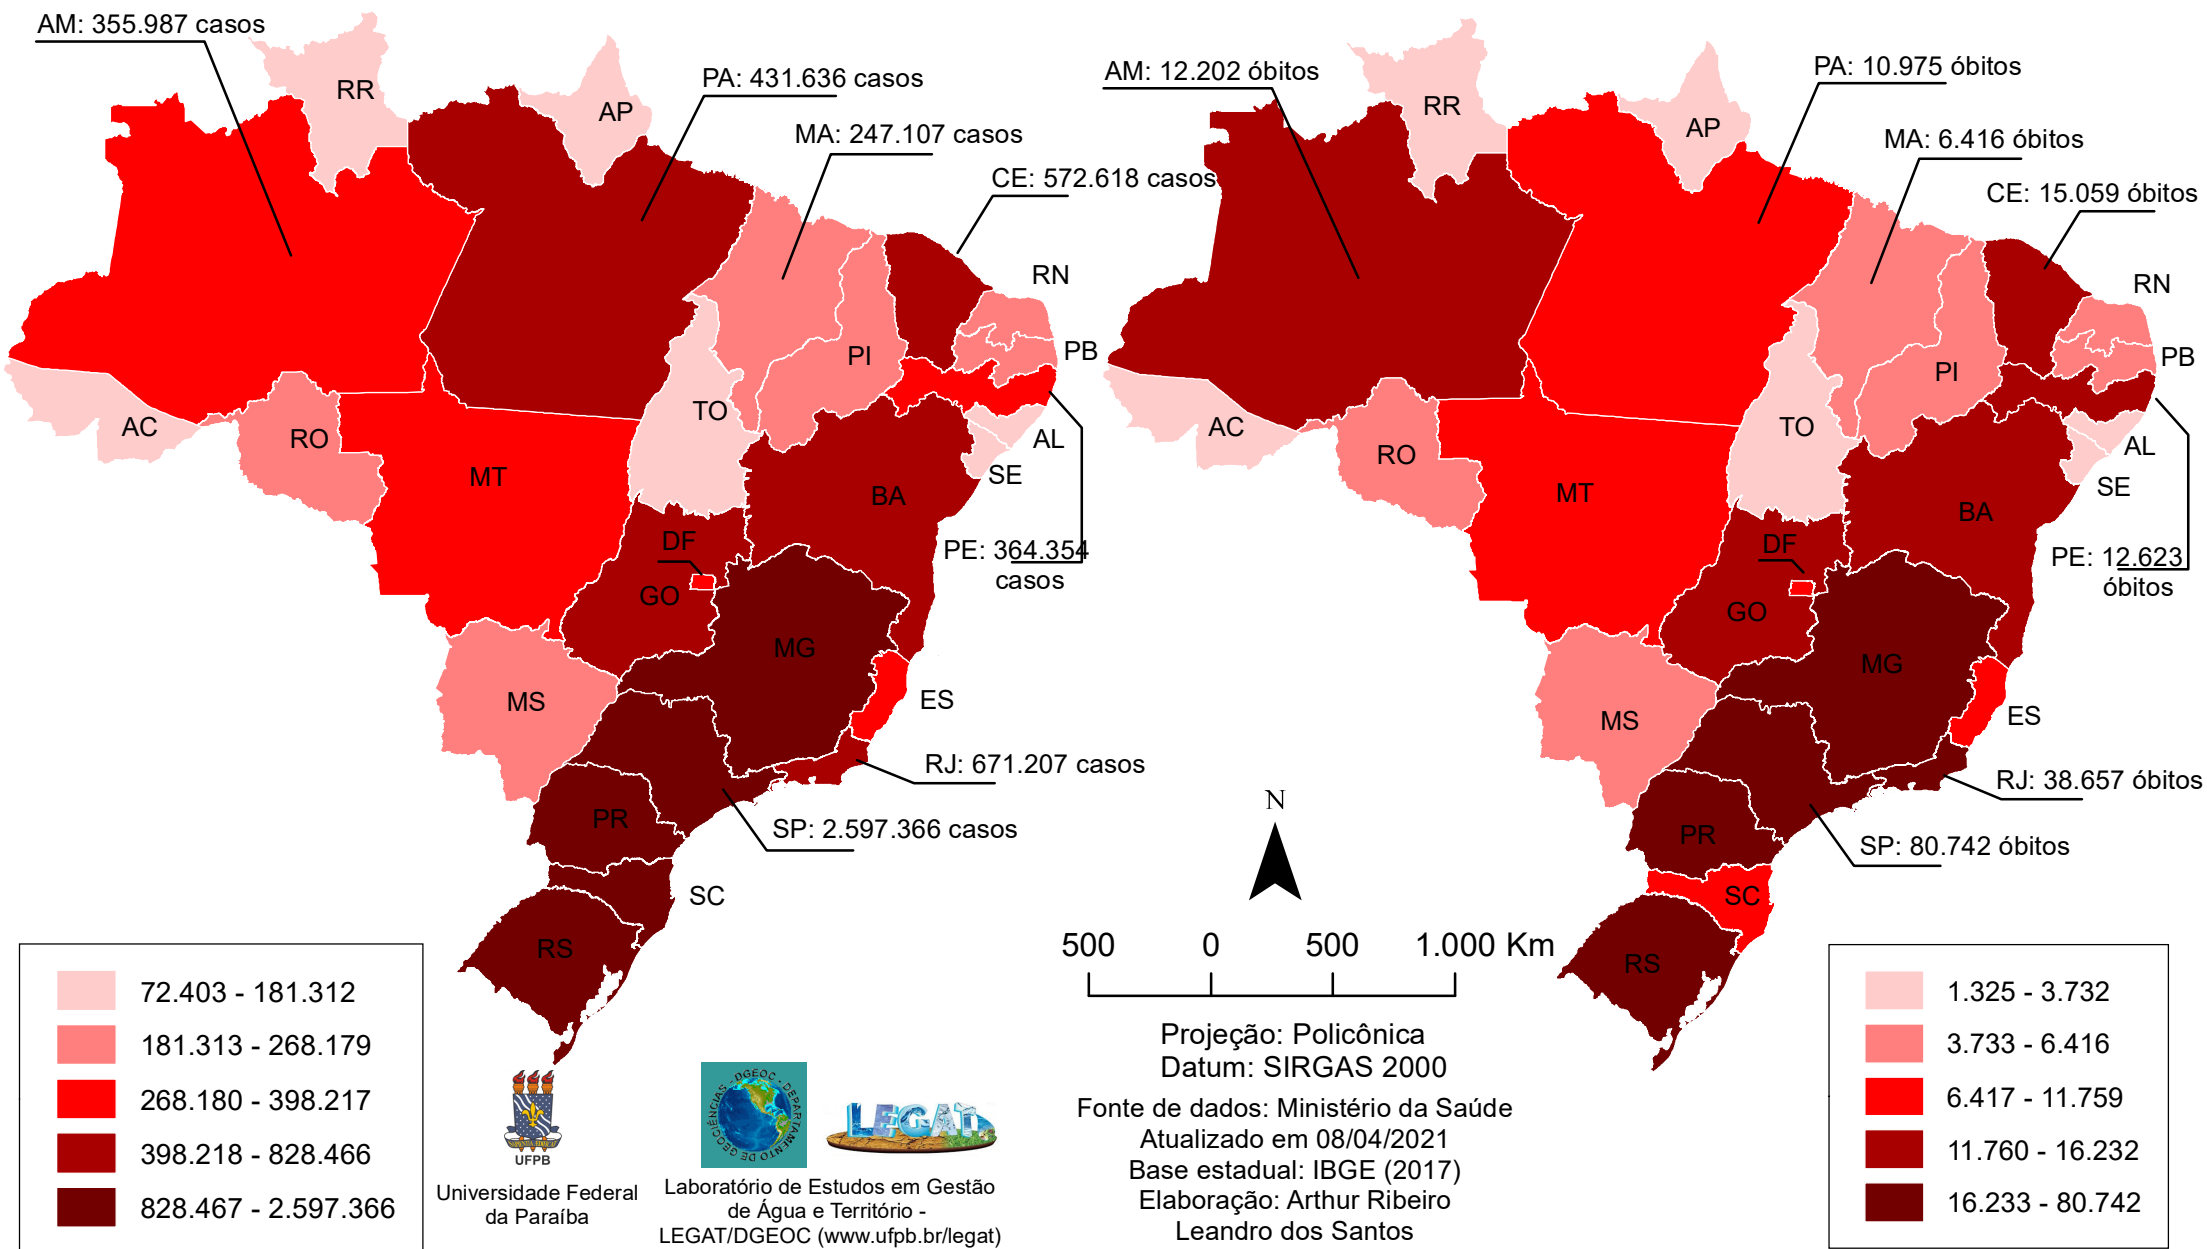 AM: 355.987 casos
RR
AP
PA: 431.636 casos
MA: 247.107 casos
CE: 572.618 casos
RN
PB
PI
TO
AC
RO
MT
AL
SE
BA
DF
GO
PE: 364.354
casos
MG
MS
ES
RJ: 671.207 casos
SP: 2.597.366 casos
PR
SC
RS
72.403 - 181.312
181.313 - 268.179
268.180 - 398.217
398.218 - 828.466
828.467 - 2.597.366
AM: 12.202 óbitos
RR
AP
PA: 10.975 óbitos
MA: 6.416 óbitos
CE: 15.059 óbitos
RN
PB
PI
TO
AC
RO
MT
AL
SE
BA
DF
GO
PE: 12.623
óbitos
MG
MS
ES
RJ: 38.657 óbitos
SP: 80.742 óbitos
PR
SC
RS
1.325 - 3.732
3.733 - 6.416
6.417 - 11.759
11.760 - 16.232
16.233 - 80.742
N
500 0 500 1.000 Km
Projeção: Policônica
Datum: SIRGAS 2000
Fonte de dados: Ministério da Saúde
Atualizado em 08/04/2021
Base estadual: IBGE (2017)
Elaboração: Arthur Ribeiro
Leandro dos Santos
UFPB
Universidade Federal
da Paraíba
DGEOC - DEPARTAMENTO DE GEOCIÊNCIAS -
LEGAT
Laboratório de Estudos em Gestão
de Água e Território -
LEGAT/DGEOC (www.ufpb.br/legat)